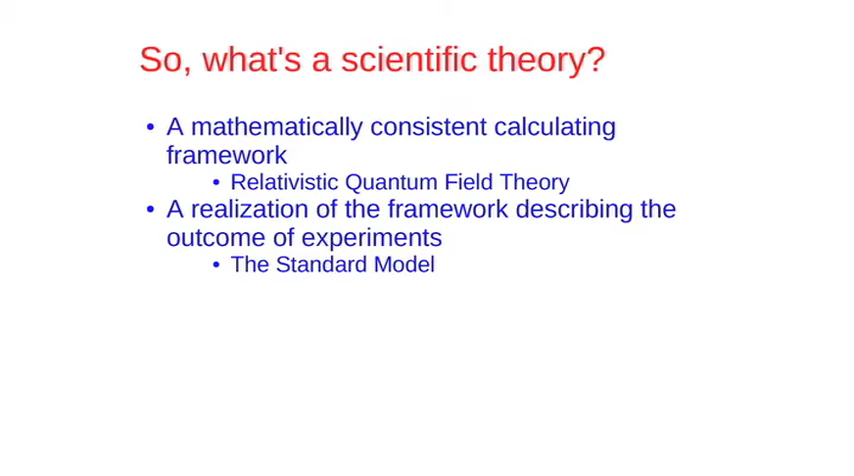 So, what's a scientific theory?
• A mathematically consistent calculating
framework
• Relativistic Quantum Field Theory
• A realization of the framework describing the
outcome of experiments
• The Standard Model